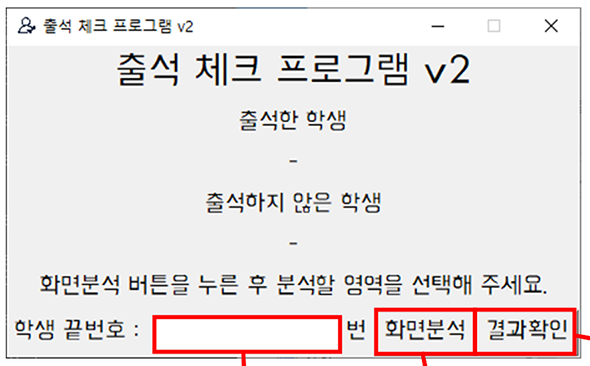 출석 체크 프로그램 v2
출석 체크 프로그램 v2
출석한 학생
-
출석하지 않은 학생
-
화면분석 버튼을 누른 후 분석할 영역을 선택해 주세요.
학생 끝번호 : 번 화면분석 결과확인